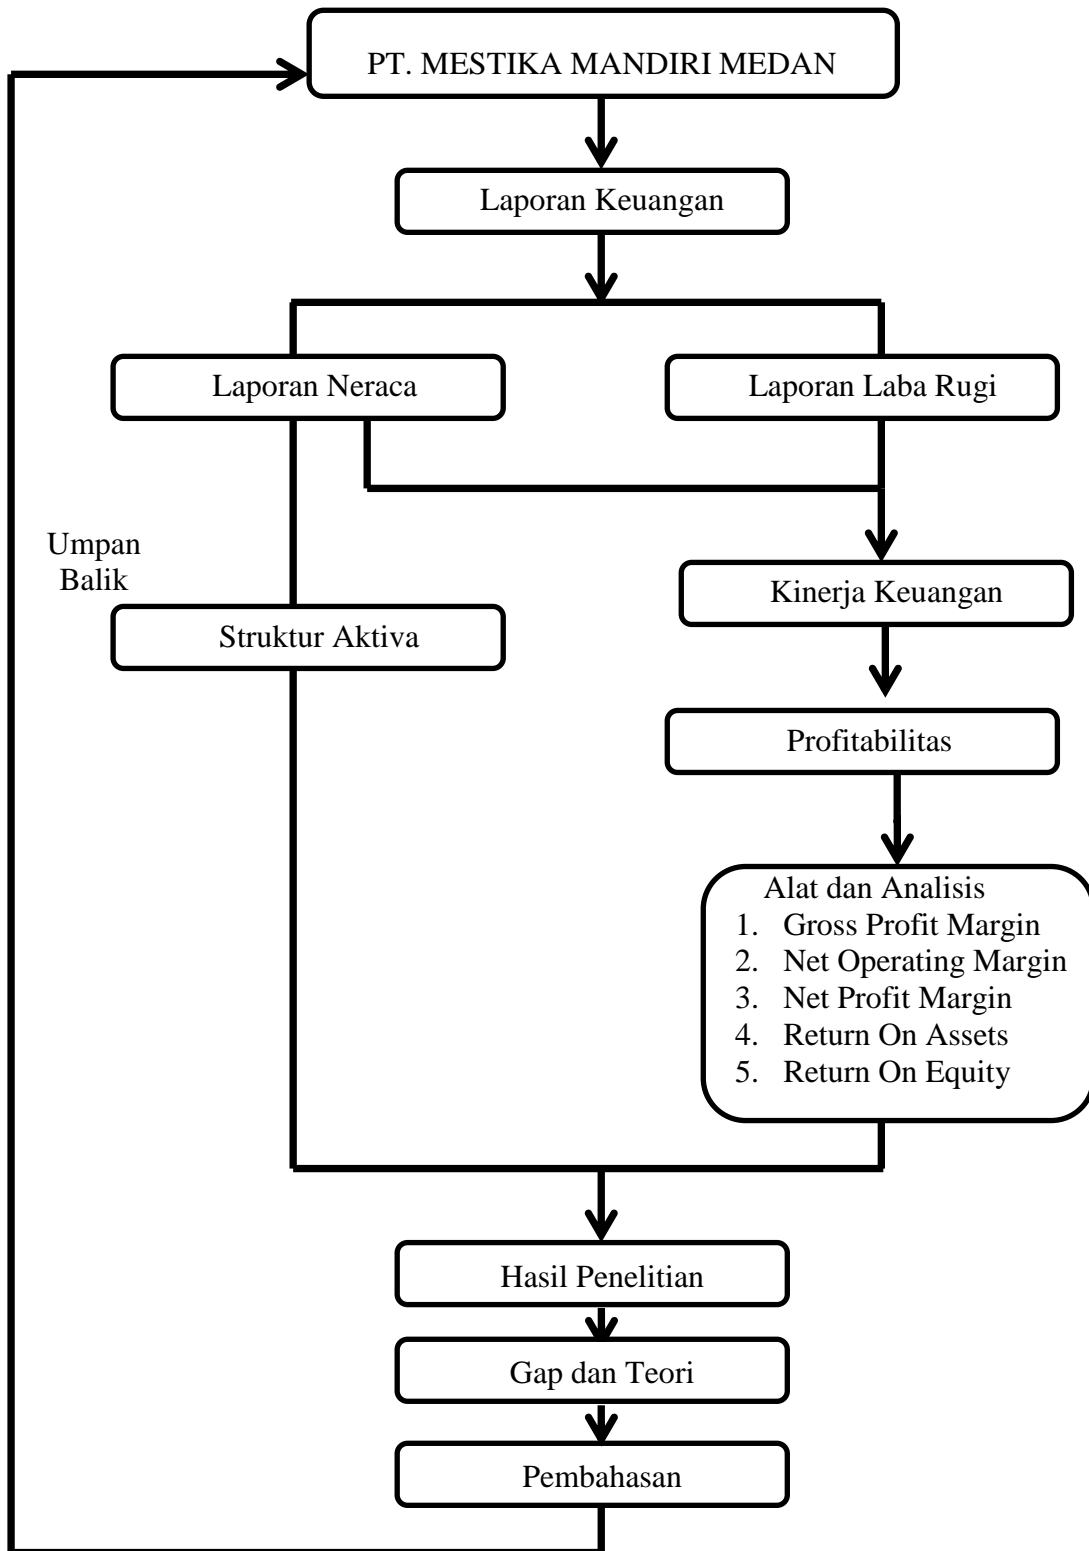 PT. MESTIKA MANDIRI MEDAN
Laporan Keuangan
Laporan Neraca
Laporan Laba Rugi
Umpan
Balik
Kinerja Keuangan
Struktur Aktiva
Profitabilitas
Alat dan Analisis
1. Gross Profit Margin
2. Net Operating Margin
3. Net Profit Margin
4. Return On Assets
5. Return On Equity
Hasil Penelitian
Gap dan Teori
Pembahasan